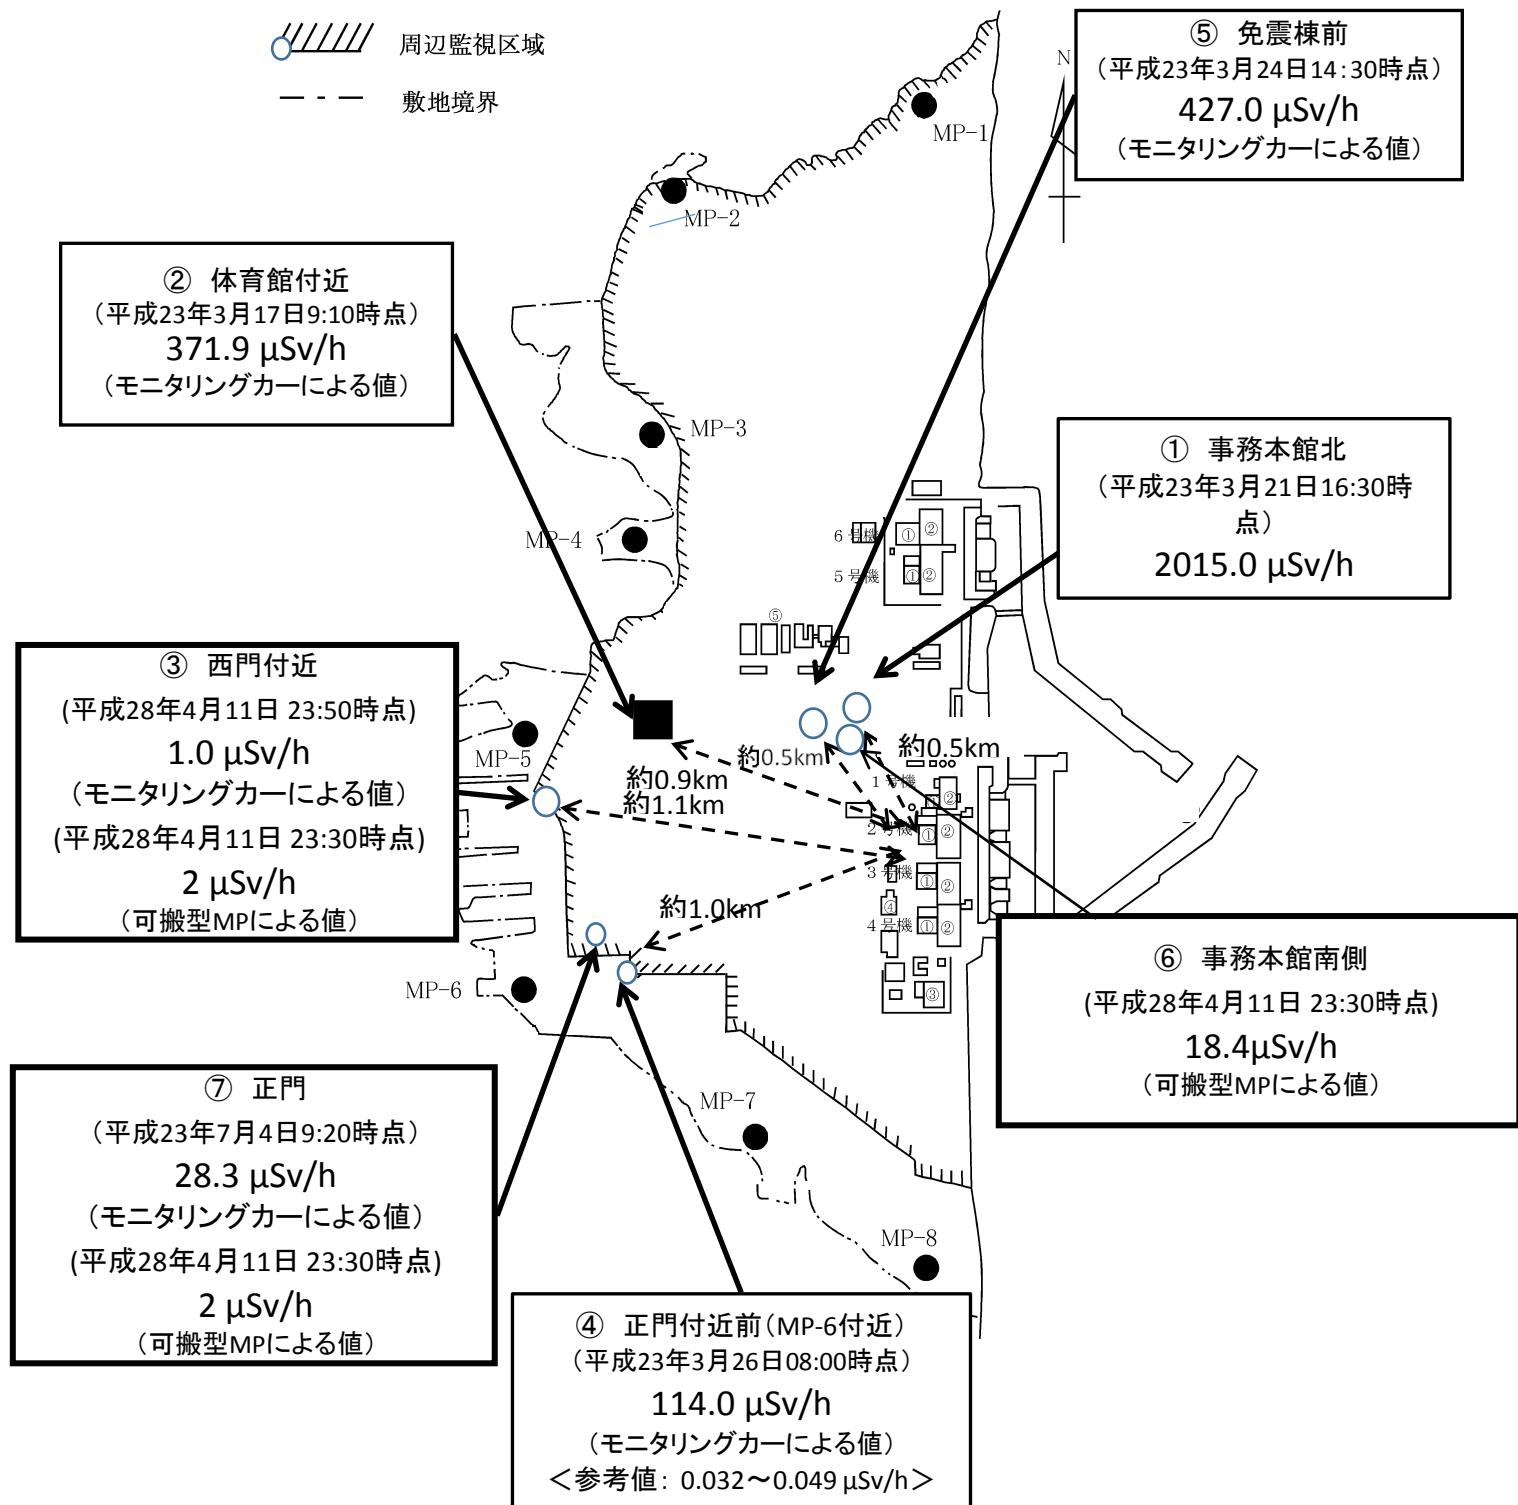 周辺監視区域
敷地境界
N
⑤ 免震棟前
（平成23年3月24日14:30時点）
427.0 μSv/h
（モニタリングカーによる値）
MP-1
MP-2
② 体育館付近
（平成23年3月17日9:10時点）
371.9 μSv/h
（モニタリングカーによる値）
MP-3
① 事務本館北
（平成23年3月21日16:30時
点）
2015.0 μSv/h
MP-4
6号機
①
②
5号機
①
②
⑤
③ 西門付近
(平成28年4月11日 23:50時点)
1.0 μSv/h
（モニタリングカーによる値）
(平成28年4月11日 23:30時点)
2 μSv/h
（可搬型MPによる値）
MP-5
約0.5km
約0.5km
約0.9km
約1.1km
1号機
①
②
2号機
①
②
3号機
①
②
約1.0km
④
4号機
①
②
③
MP-6
⑥ 事務本館南側
(平成28年4月11日 23:30時点)
18.4μSv/h
（可搬型MPによる値）
⑦ 正門
（平成23年7月4日9:20時点）
28.3 μSv/h
（モニタリングカーによる値）
(平成28年4月11日 23:30時点)
2 μSv/h
（可搬型MPによる値）
MP-7
MP-8
④ 正門付近前（MP-6付近）
（平成23年3月26日08:00時点）
114.0 μSv/h
（モニタリングカーによる値）
＜参考値： 0.032～0.049 μSv/h＞